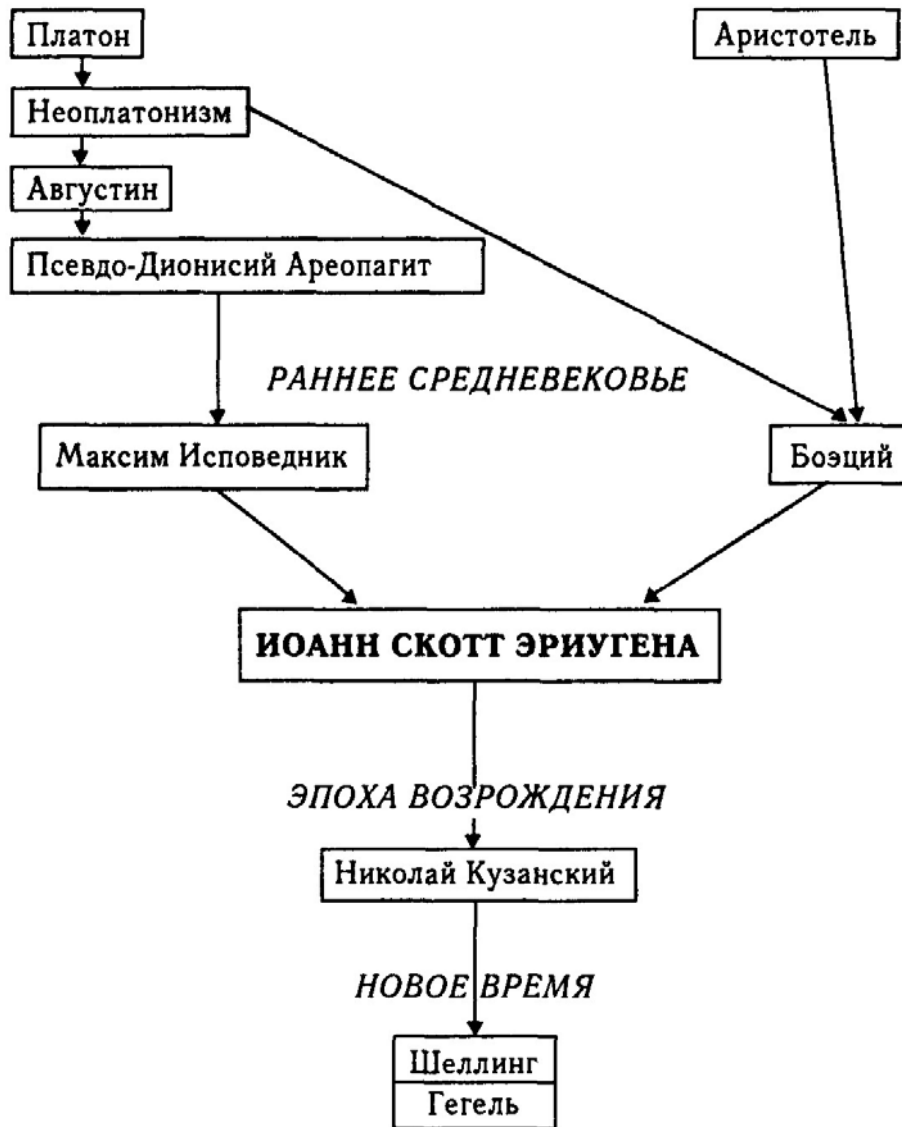 Платон
Аристотель
Неоплатонизм
Августин
Псевдо-Дионисий Ареопагит
РАННЕЕ СРЕДНЕВЕКОВЬЕ
Максим Исповедник
Боэций
ИОАНН СКОТТ ЭРИУГЕНА
ЭПОХА ВОЗРОЖДЕНИЯ
Николай Кузанский
НОВОЕ ВРЕМЯ
Шеллинг
Гегель